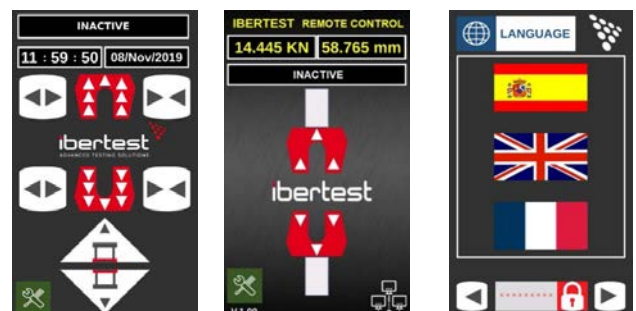 INACTIVE
11 : 59 : 50 08/Nov/2019
ibertest
ADVANCED TESTING SOLUTIONS
IBERTEST REMOTE CONTROL
14.445 KN 58.765 mm
INACTIVE
ibertest
LANGUAGE